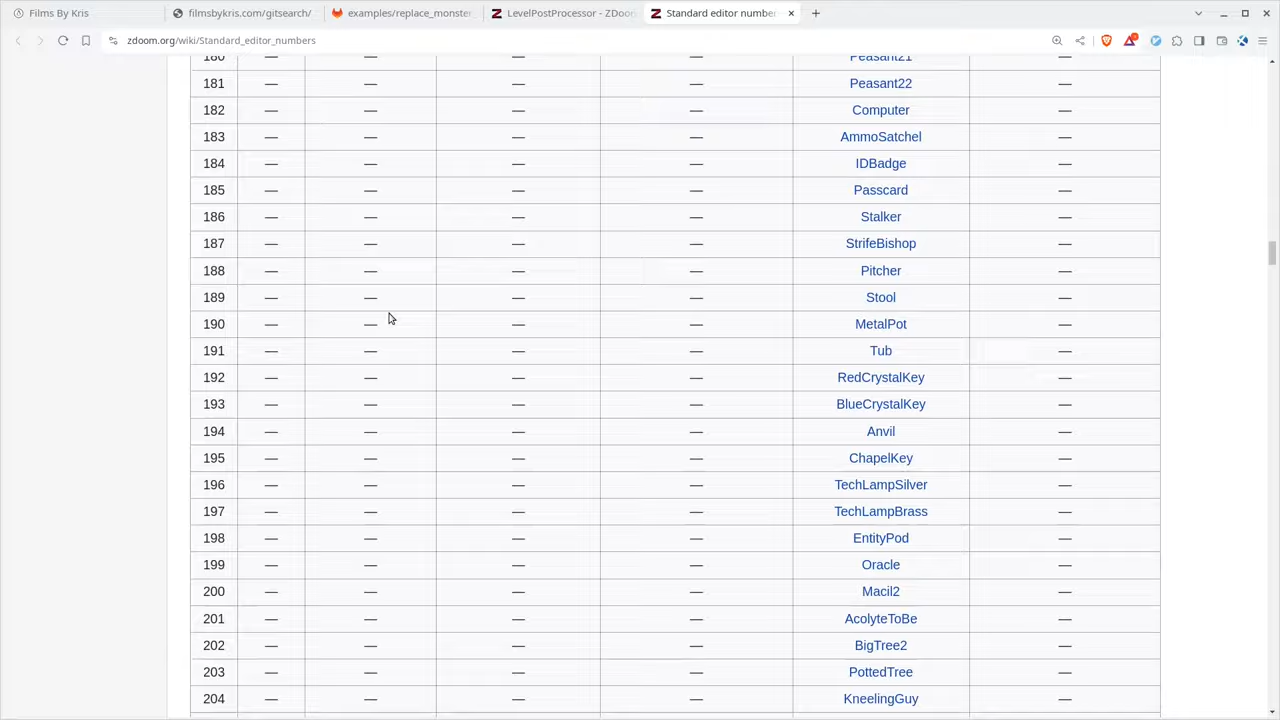 Films By Kris
filmsbykris.com/gitsearch/
examples/replace_monster
LevelPostProcessor - ZDoom
Standard editor number
zdoom.org/wiki/Standard_editor_numbers
180 — — — — Peasant21 —
181 — — — — Peasant22 —
182 — — — — Computer —
183 — — — — AmmoSatchel —
184 — — — — IDBadge —
185 — — — — Passcard —
186 — — — — Stalker —
187 — — — — StrifeBishop —
188 — — — — Pitcher —
189 — — — — Stool —
190 — — — — MetalPot —
191 — — — — Tub —
192 — — — — RedCrystalKey —
193 — — — — BlueCrystalKey —
194 — — — — Anvil —
195 — — — — ChapelKey —
196 — — — — TechLampSilver —
197 — — — — TechLampBrass —
198 — — — — EntityPod —
199 — — — — Oracle —
200 — — — — Macil2 —
201 — — — — AcolyteToBe —
202 — — — — BigTree2 —
203 — — — — PottedTree —
204 — — — — KneelingGuy —